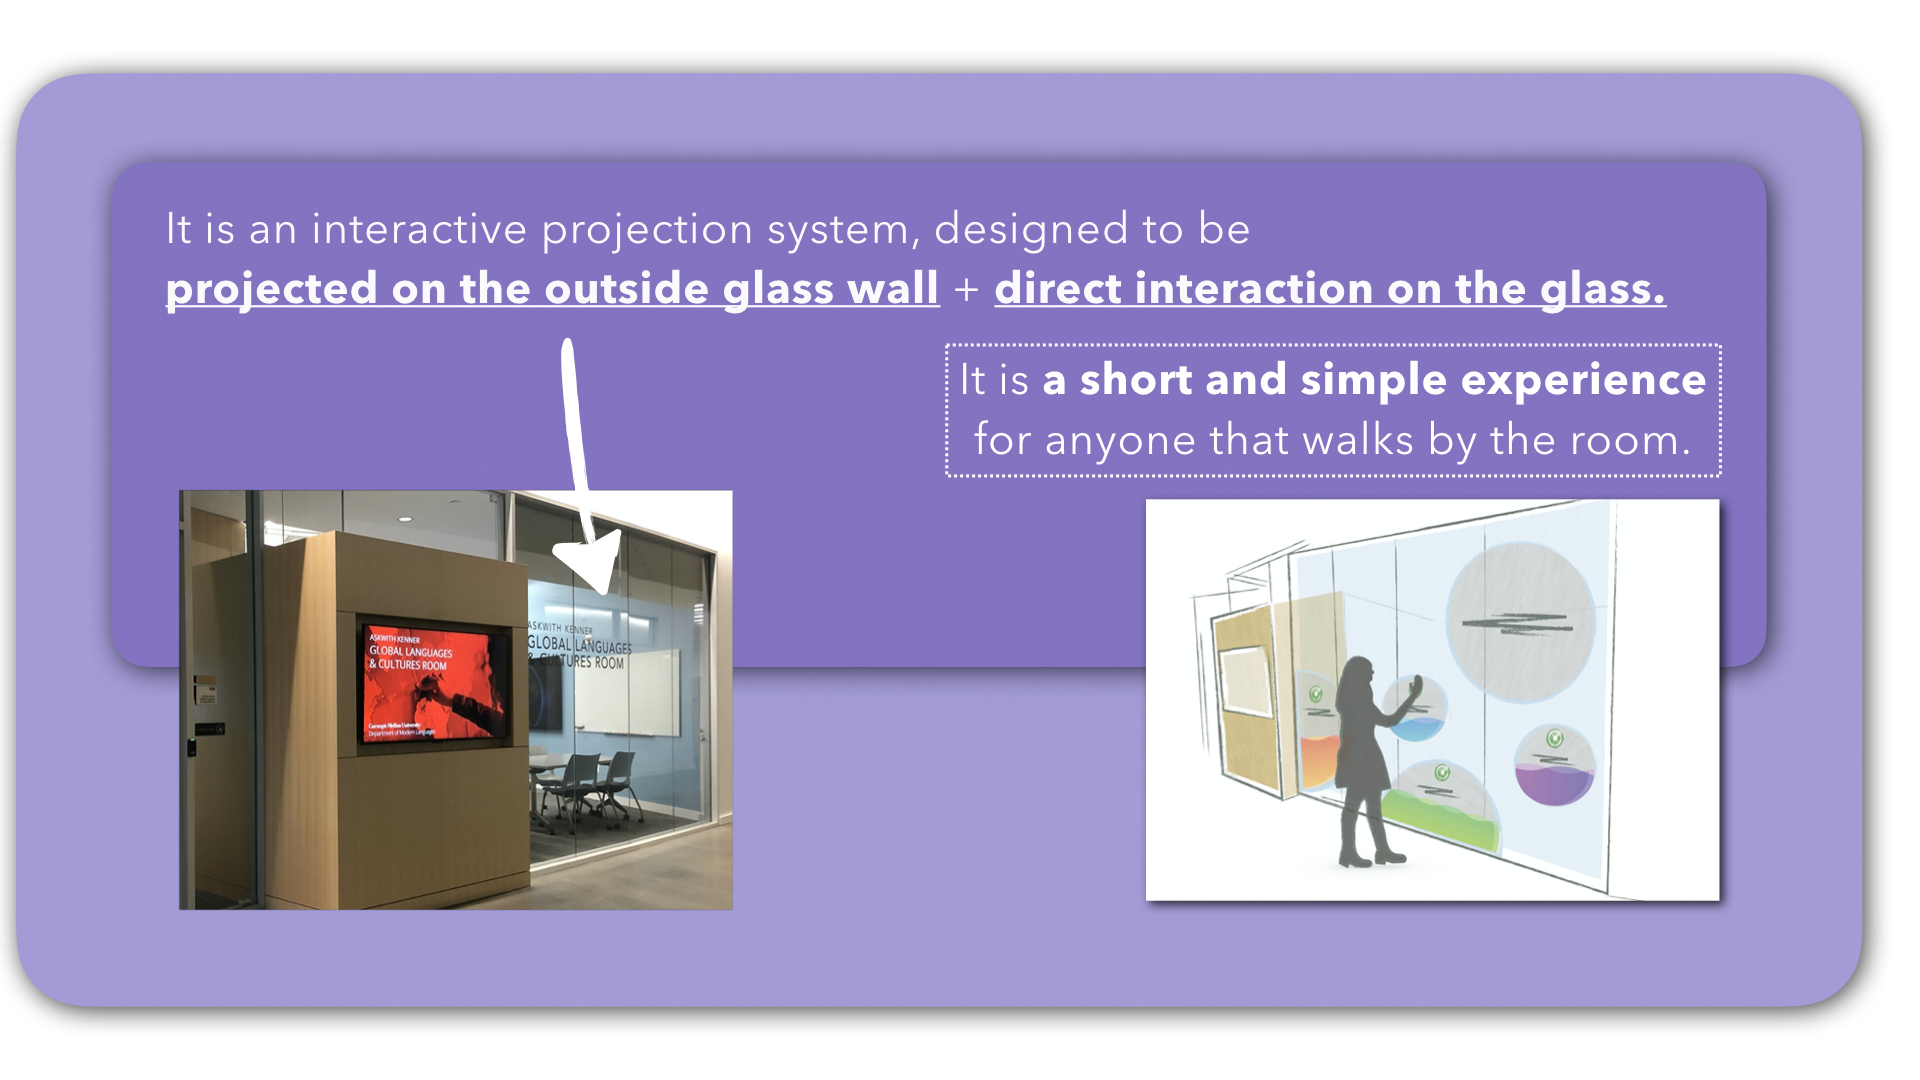 It is an interactive projection system, designed to be
projected on the outside glass wall + direct interaction on the glass.
It is a short and simple experience
for anyone that walks by the room.
ASKWITH KENNER
GLOBAL LANGUAGES
& CULTURES ROOM
Carnegie Mellon University
Department of Modern Languages
ASKWITH KENNER
GLOBAL LANGUAGES
& CULTURES ROOM